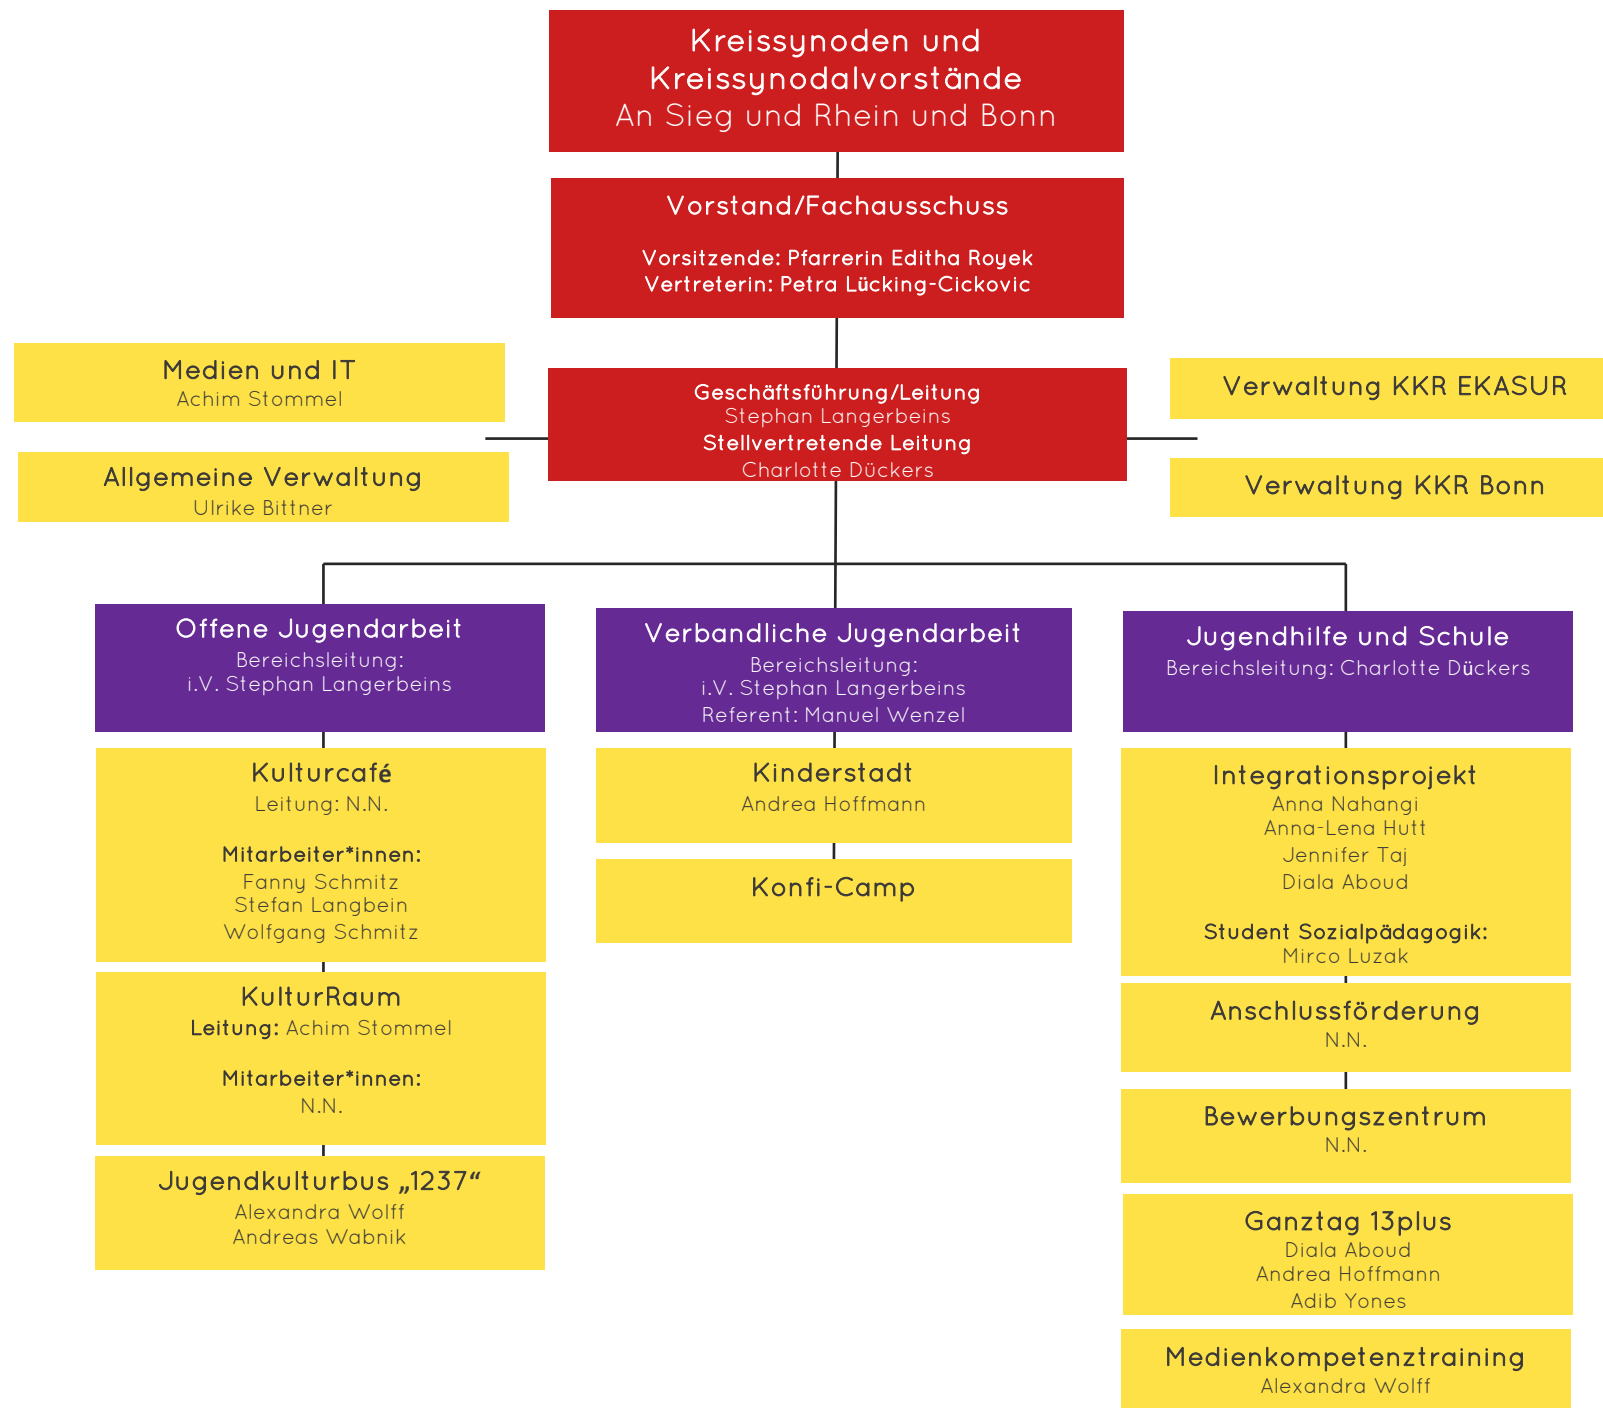 Kreissynoden und
Kreissynodalvorstände
An Sieg und Rhein und Bonn
Vorstand/Fachausschuss
Vorsitzende: Pfarrerin Editha Royek
Vertreterin: Petra Lücking-Cickovic
Medien und IT
Achim Stommel
Allgemeine Verwaltung
Ulrike Bittner
Geschäftsführung/Leitung
Stephan Langerbeins
Stellvertretende Leitung
Charlotte Dückers
Verwaltung KKR EKASUR
Verwaltung KKR Bonn
Offene Jugendarbeit
Bereichsleitung:
i.V. Stephan Langerbeins
Kulturcafé
Leitung: N.N.
Mitarbeiter*innen:
Fanny Schmitz
Stefan Langbein
Wolfgang Schmitz
KulturRaum
Leitung: Achim Stommel
Mitarbeiter*innen:
N.N.
Jugendkulturbus „1237“
Alexandra Wolff
Andreas Wabnik
Verbandliche Jugendarbeit
Bereichsleitung:
i.V. Stephan Langerbeins
Referent: Manuel Wenzel
Kinderstadt
Andrea Hoffmann
Konfi-Camp
Jugendhilfe und Schule
Bereichsleitung: Charlotte Dückers
Integrationsprojekt
Anna Nahangi
Anna-Lena Hutt
Jennifer Taj
Diala Aboud
Student Sozialpädagogik:
Mirco Luzak
Anschlussförderung
N.N.
Bewerbungszentrum
N.N.
Ganztag 13plus
Diala Aboud
Andrea Hoffmann
Adib Yones
Medienkompetenztraining
Alexandra Wolff